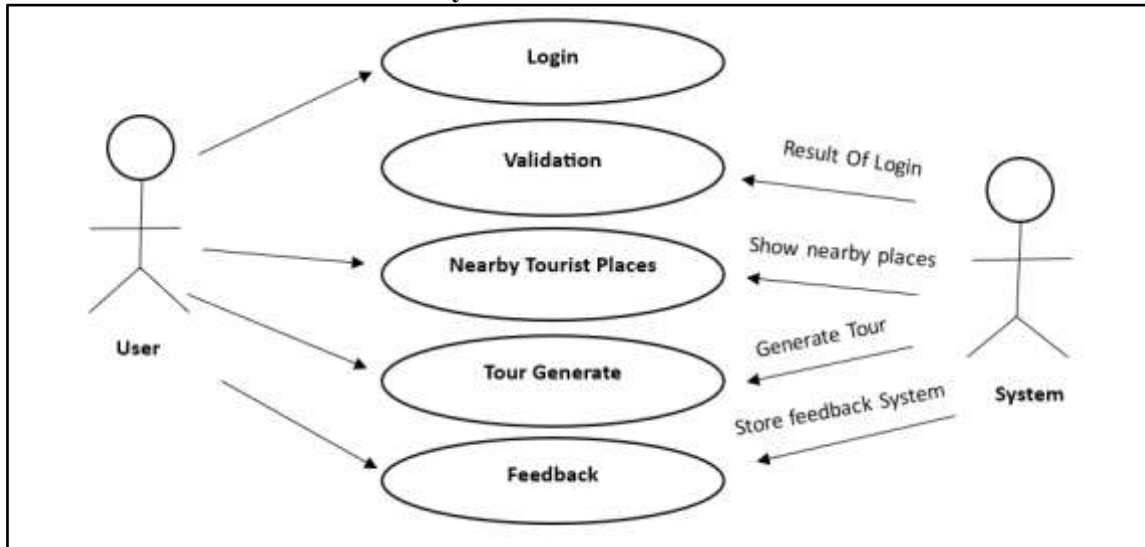 Login
Validation
Result Of Login
Nearby Tourist Places
Show nearby places
User
Tour Generate
Generate Tour
System
Store feedback System
Feedback